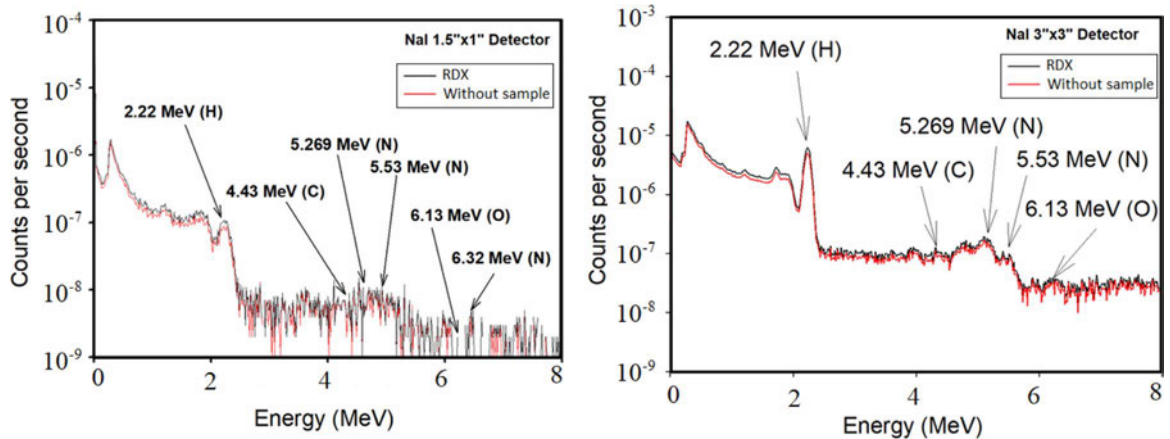 10⁻⁴
10⁻⁵
10⁻⁶
10⁻⁷
10⁻⁸
10⁻⁹
Counts per second
NaI 1.5"x1" Detector
RDX
Without sample
2.22 MeV (H)
5.269 MeV (N)
5.53 MeV (N)
4.43 MeV (C)
6.13 MeV (O)
6.32 MeV (N)
0 2 4 6 8
Energy (MeV)
10⁻³
10⁻⁴
10⁻⁵
10⁻⁶
10⁻⁷
10⁻⁸
10⁻⁹
Counts per second
NaI 3"x3" Detector
RDX
Without sample
2.22 MeV (H)
5.269 MeV (N)
4.43 MeV (C)
5.53 MeV (N)
6.13 MeV (O)
0 2 4 6 8
Energy (MeV)